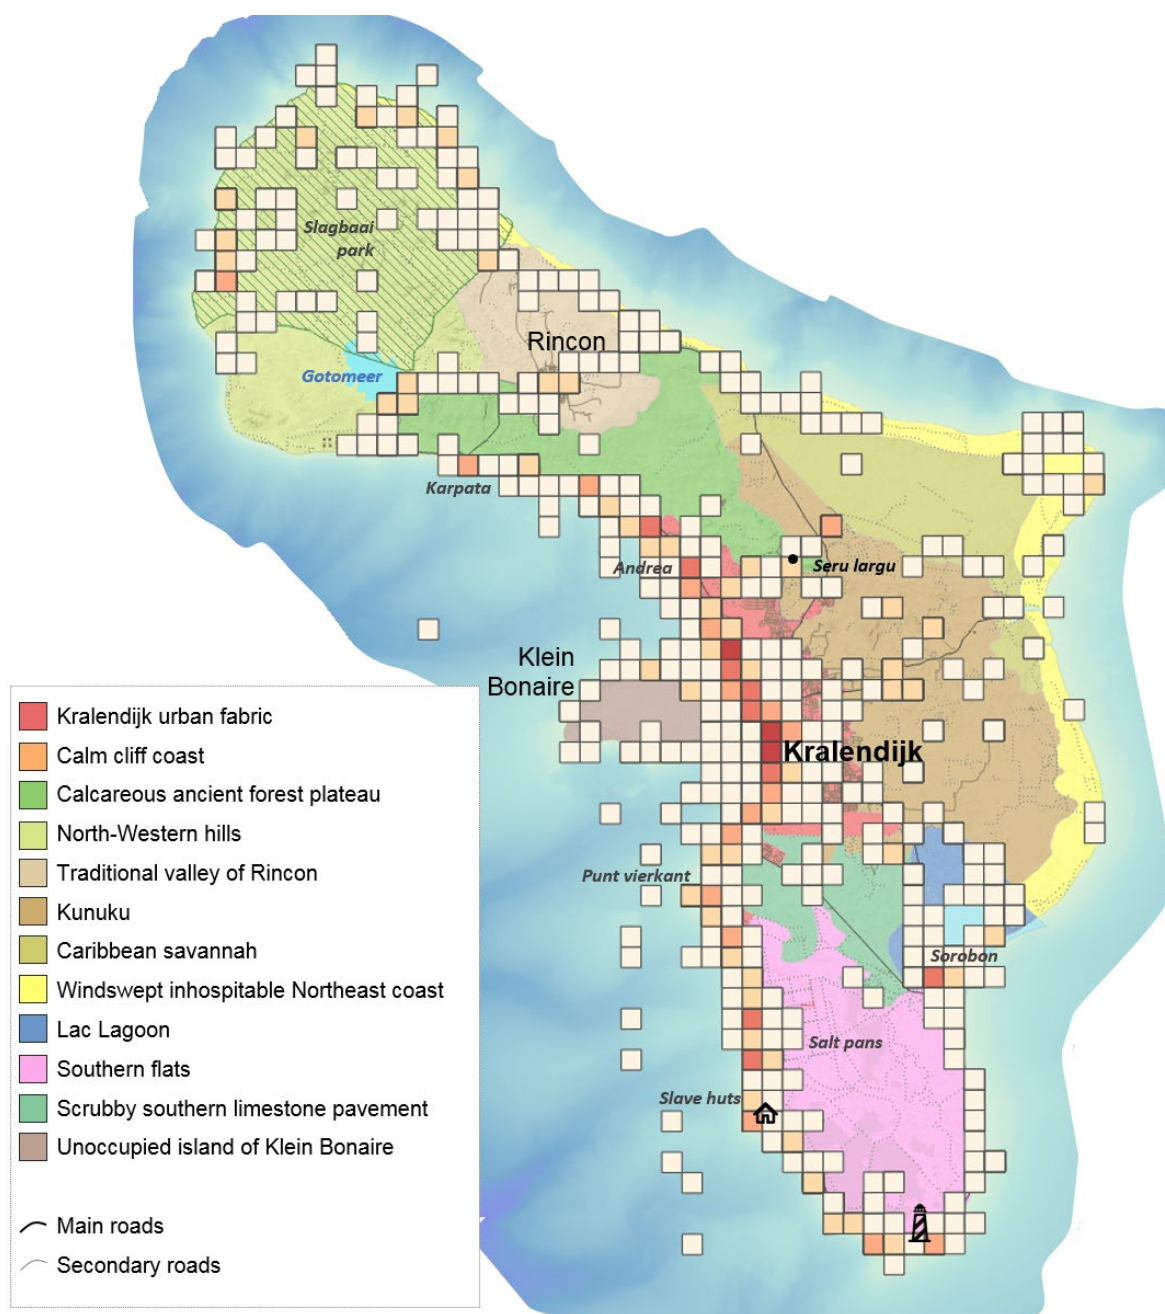 Slagbaai
park
Rincon
Gotomeer
Karpata
Andrea
Seru largu
Klein
Bonaire
Kralendijk
Punt vierkant
Sorobon
Salt pans
Slave huts
Kralendijk urban fabric
Calm cliff coast
Calcareous ancient forest plateau
North-Western hills
Traditional valley of Rincon
Kunuku
Caribbean savannah
Windswept inhospitable Northeast coast
Lac Lagoon
Southern flats
Scrubby southern limestone pavement
Unoccupied island of Klein Bonaire
Main roads
Secondary roads